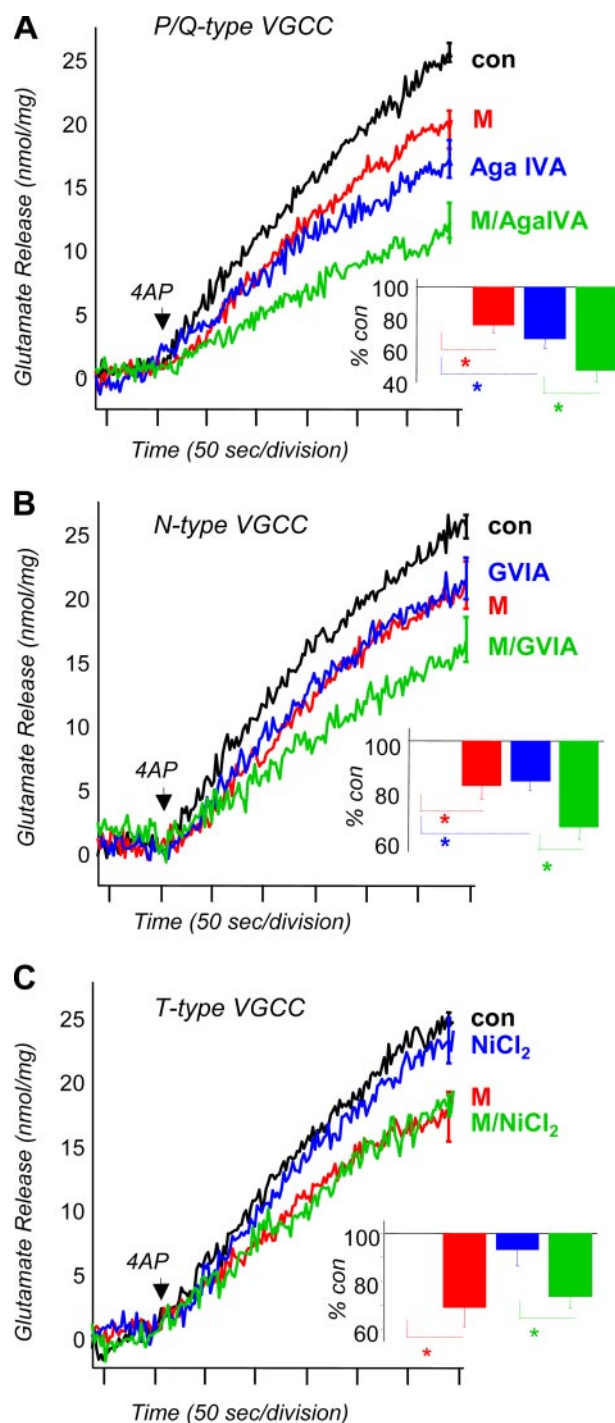 A
P/Q-type VGCC
Glutamate Release (nmol/mg)
25
20
15
10
5
0
4AP
con
M
Aga IVA
M/AgaIVA
% con
100
80
60
40
*
*
*
Time (50 sec/division)
B
N-type VGCC
Glutamate Release (nmol/mg)
25
20
15
10
5
0
4AP
con
GVIA
M
M/GVIA
% con
100
80
60
*
*
*
Time (50 sec/division)
C
T-type VGCC
Glutamate Release (nmol/mg)
25
20
15
10
5
0
4AP
con
NiCl₂
M
M/NiCl₂
% con
100
80
60
*
*
Time (50 sec/division)